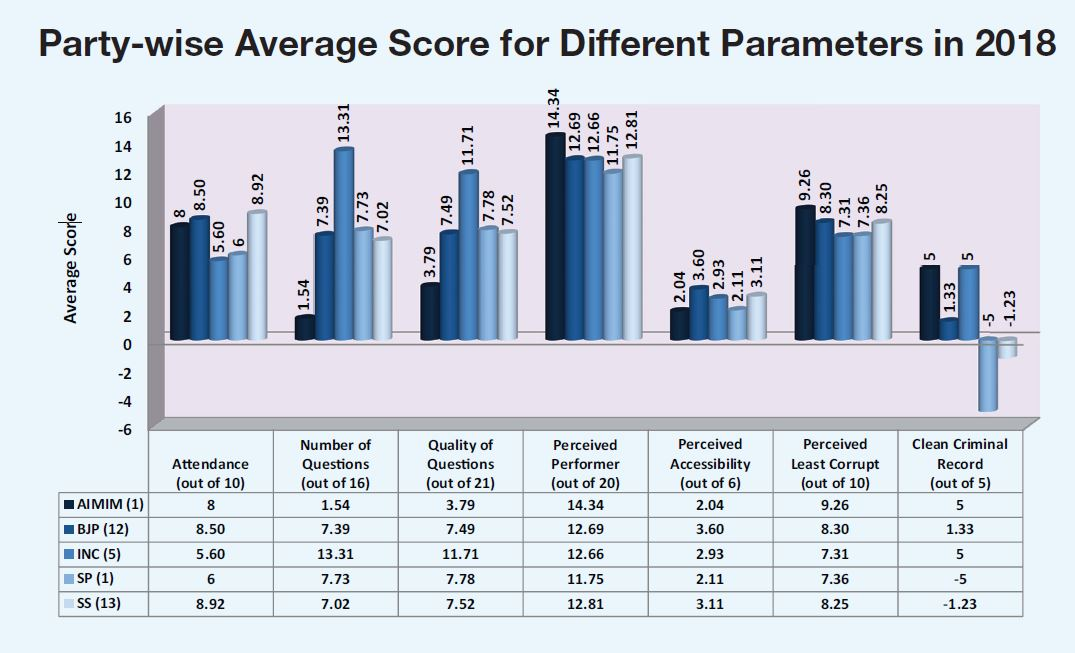 Party-wise Average Score for Different Parameters in 2018
Average Score
16
14
12
10
8
6
4
2
0
-2
-4
-6
8 8.50 5.60 6 8.92
1.54 7.39 13.31 7.73 7.02
3.79 7.49 11.71 7.78 7.52
14.34 12.69 12.66 11.75 12.81
2.04 3.60 2.93 2.11 3.11
9.26 8.30 7.31 7.36 8.25
5 1.33 5 -5 -1.23
Attendance
(out of 10)
Number of
Questions
(out of 16)
Quality of
Questions
(out of 21)
Perceived
Performer
(out of 20)
Perceived
Accessibility
(out of 6)
Perceived
Least Corrupt
(out of 10)
Clean Criminal
Record
(out of 5)
AIMIM (1) 8 1.54 3.79 14.34 2.04 9.26 5
BJP (12) 8.50 7.39 7.49 12.69 3.60 8.30 1.33
INC (5) 5.60 13.31 11.71 12.66 2.93 7.31 5
SP (1) 6 7.73 7.78 11.75 2.11 7.36 -5
SS (13) 8.92 7.02 7.52 12.81 3.11 8.25 -1.23